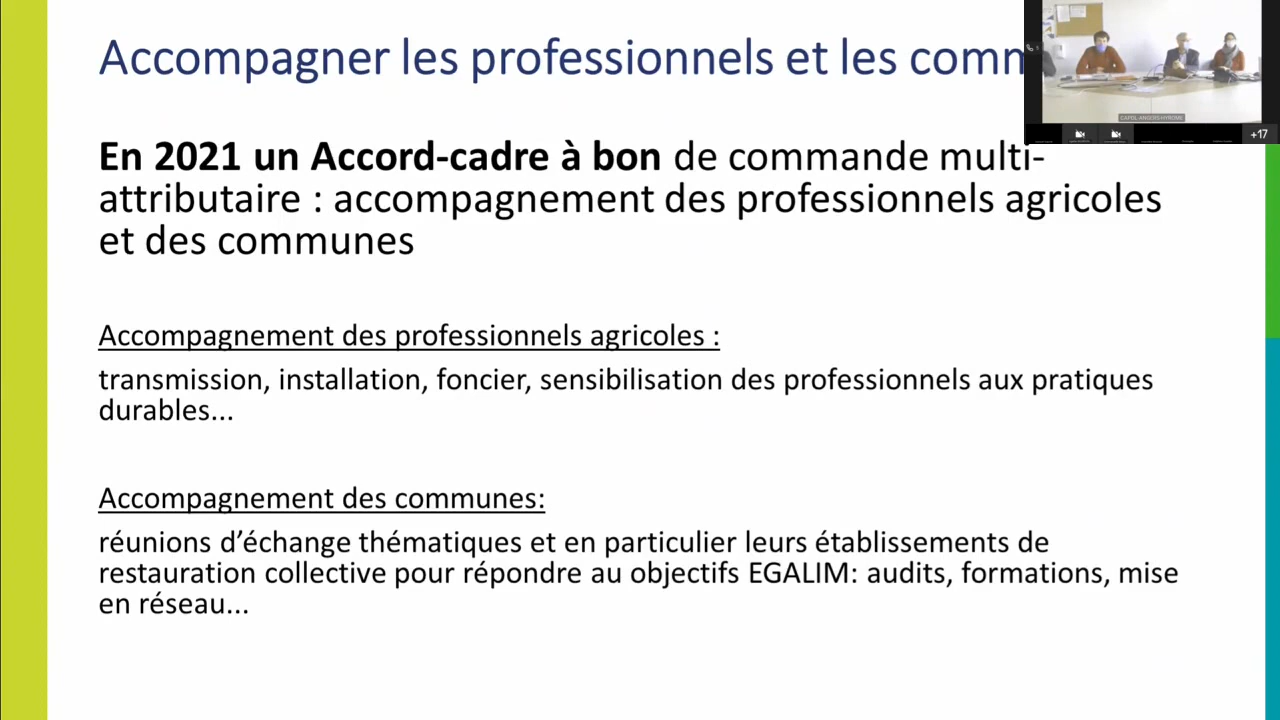 Accompagner les professionnels et les comm
En 2021 un Accord-cadre à bon de commande multi-
attributaire : accompagnement des professionnels agricoles
et des communes
Accompagnement des professionnels agricoles :
transmission, installation, foncier, sensibilisation des professionnels aux pratiques
durables...
Accompagnement des communes:
réunions d’échange thématiques et en particulier leurs établissements de
restauration collective pour répondre au objectifs EGALIM: audits, formations, mise
en réseau...
+17